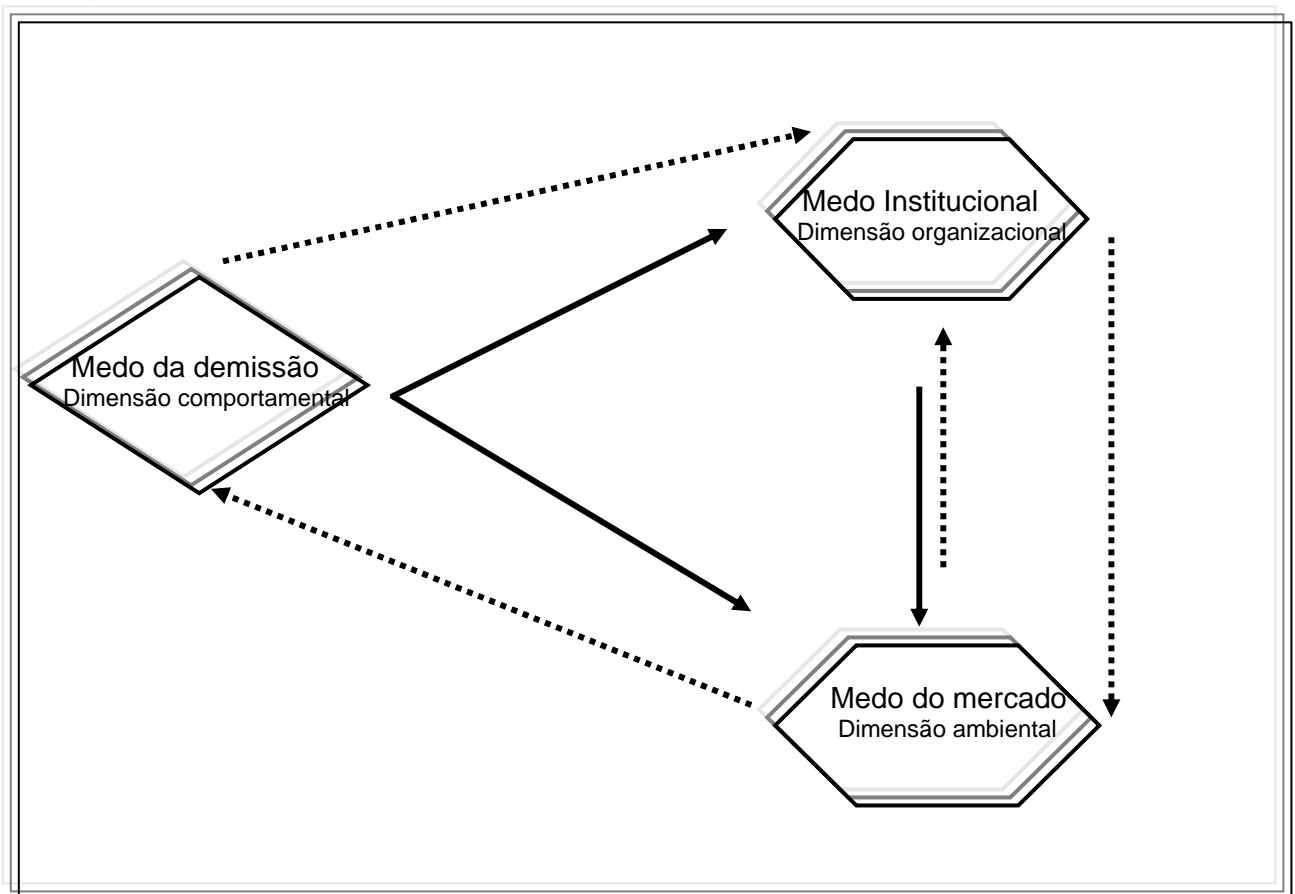 Medo Institucional
Dimensão organizacional
Medo da demissão
Dimensão comportamental
Medo do mercado
Dimensão ambiental